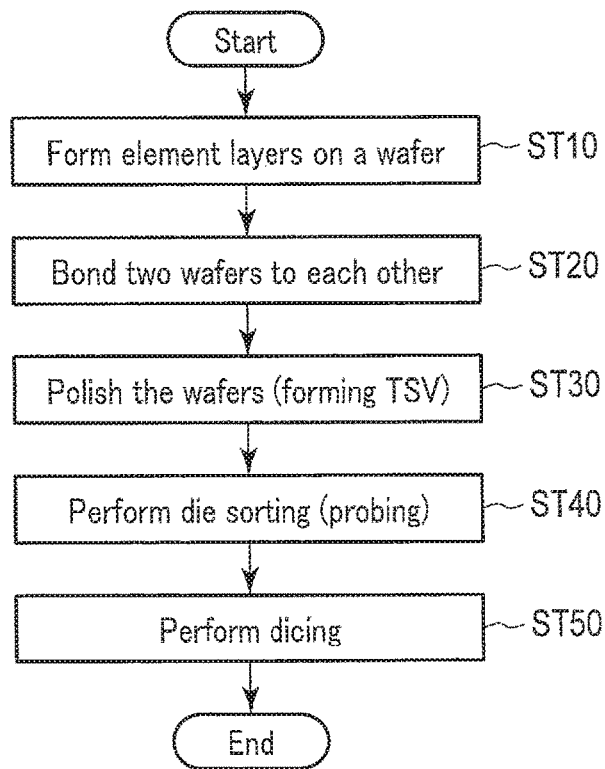 Start
Form element layers on a wafer
ST10
Bond two wafers to each other
ST20
Polish the wafers (forming TSV)
ST30
Perform die sorting (probing)
ST40
Perform dicing
ST50
End